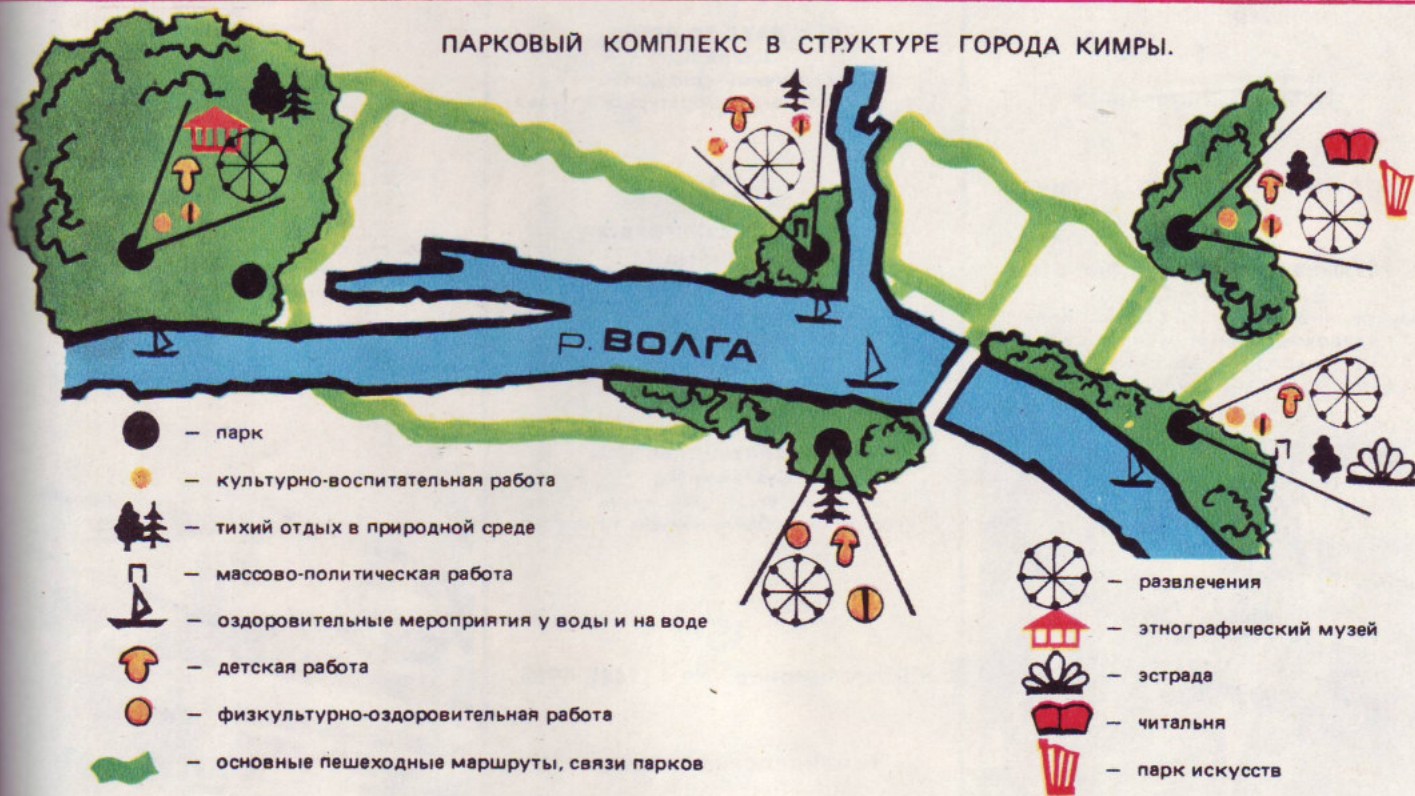 ПАРКОВЫЙ КОМПЛЕКС В СТРУКТУРЕ ГОРОДА КИМРЫ.
р. ВОЛГА
— парк
— культурно-воспитательная работа
— тихий отдых в природной среде
— массово-политическая работа
— оздоровительные мероприятия у воды и на воде
— детская работа
— физкультурно-оздоровительная работа
— основные пешеходные маршруты, связи парков
— развлечения
— этнографический музей
— эстрада
— читальня
— парк искусств